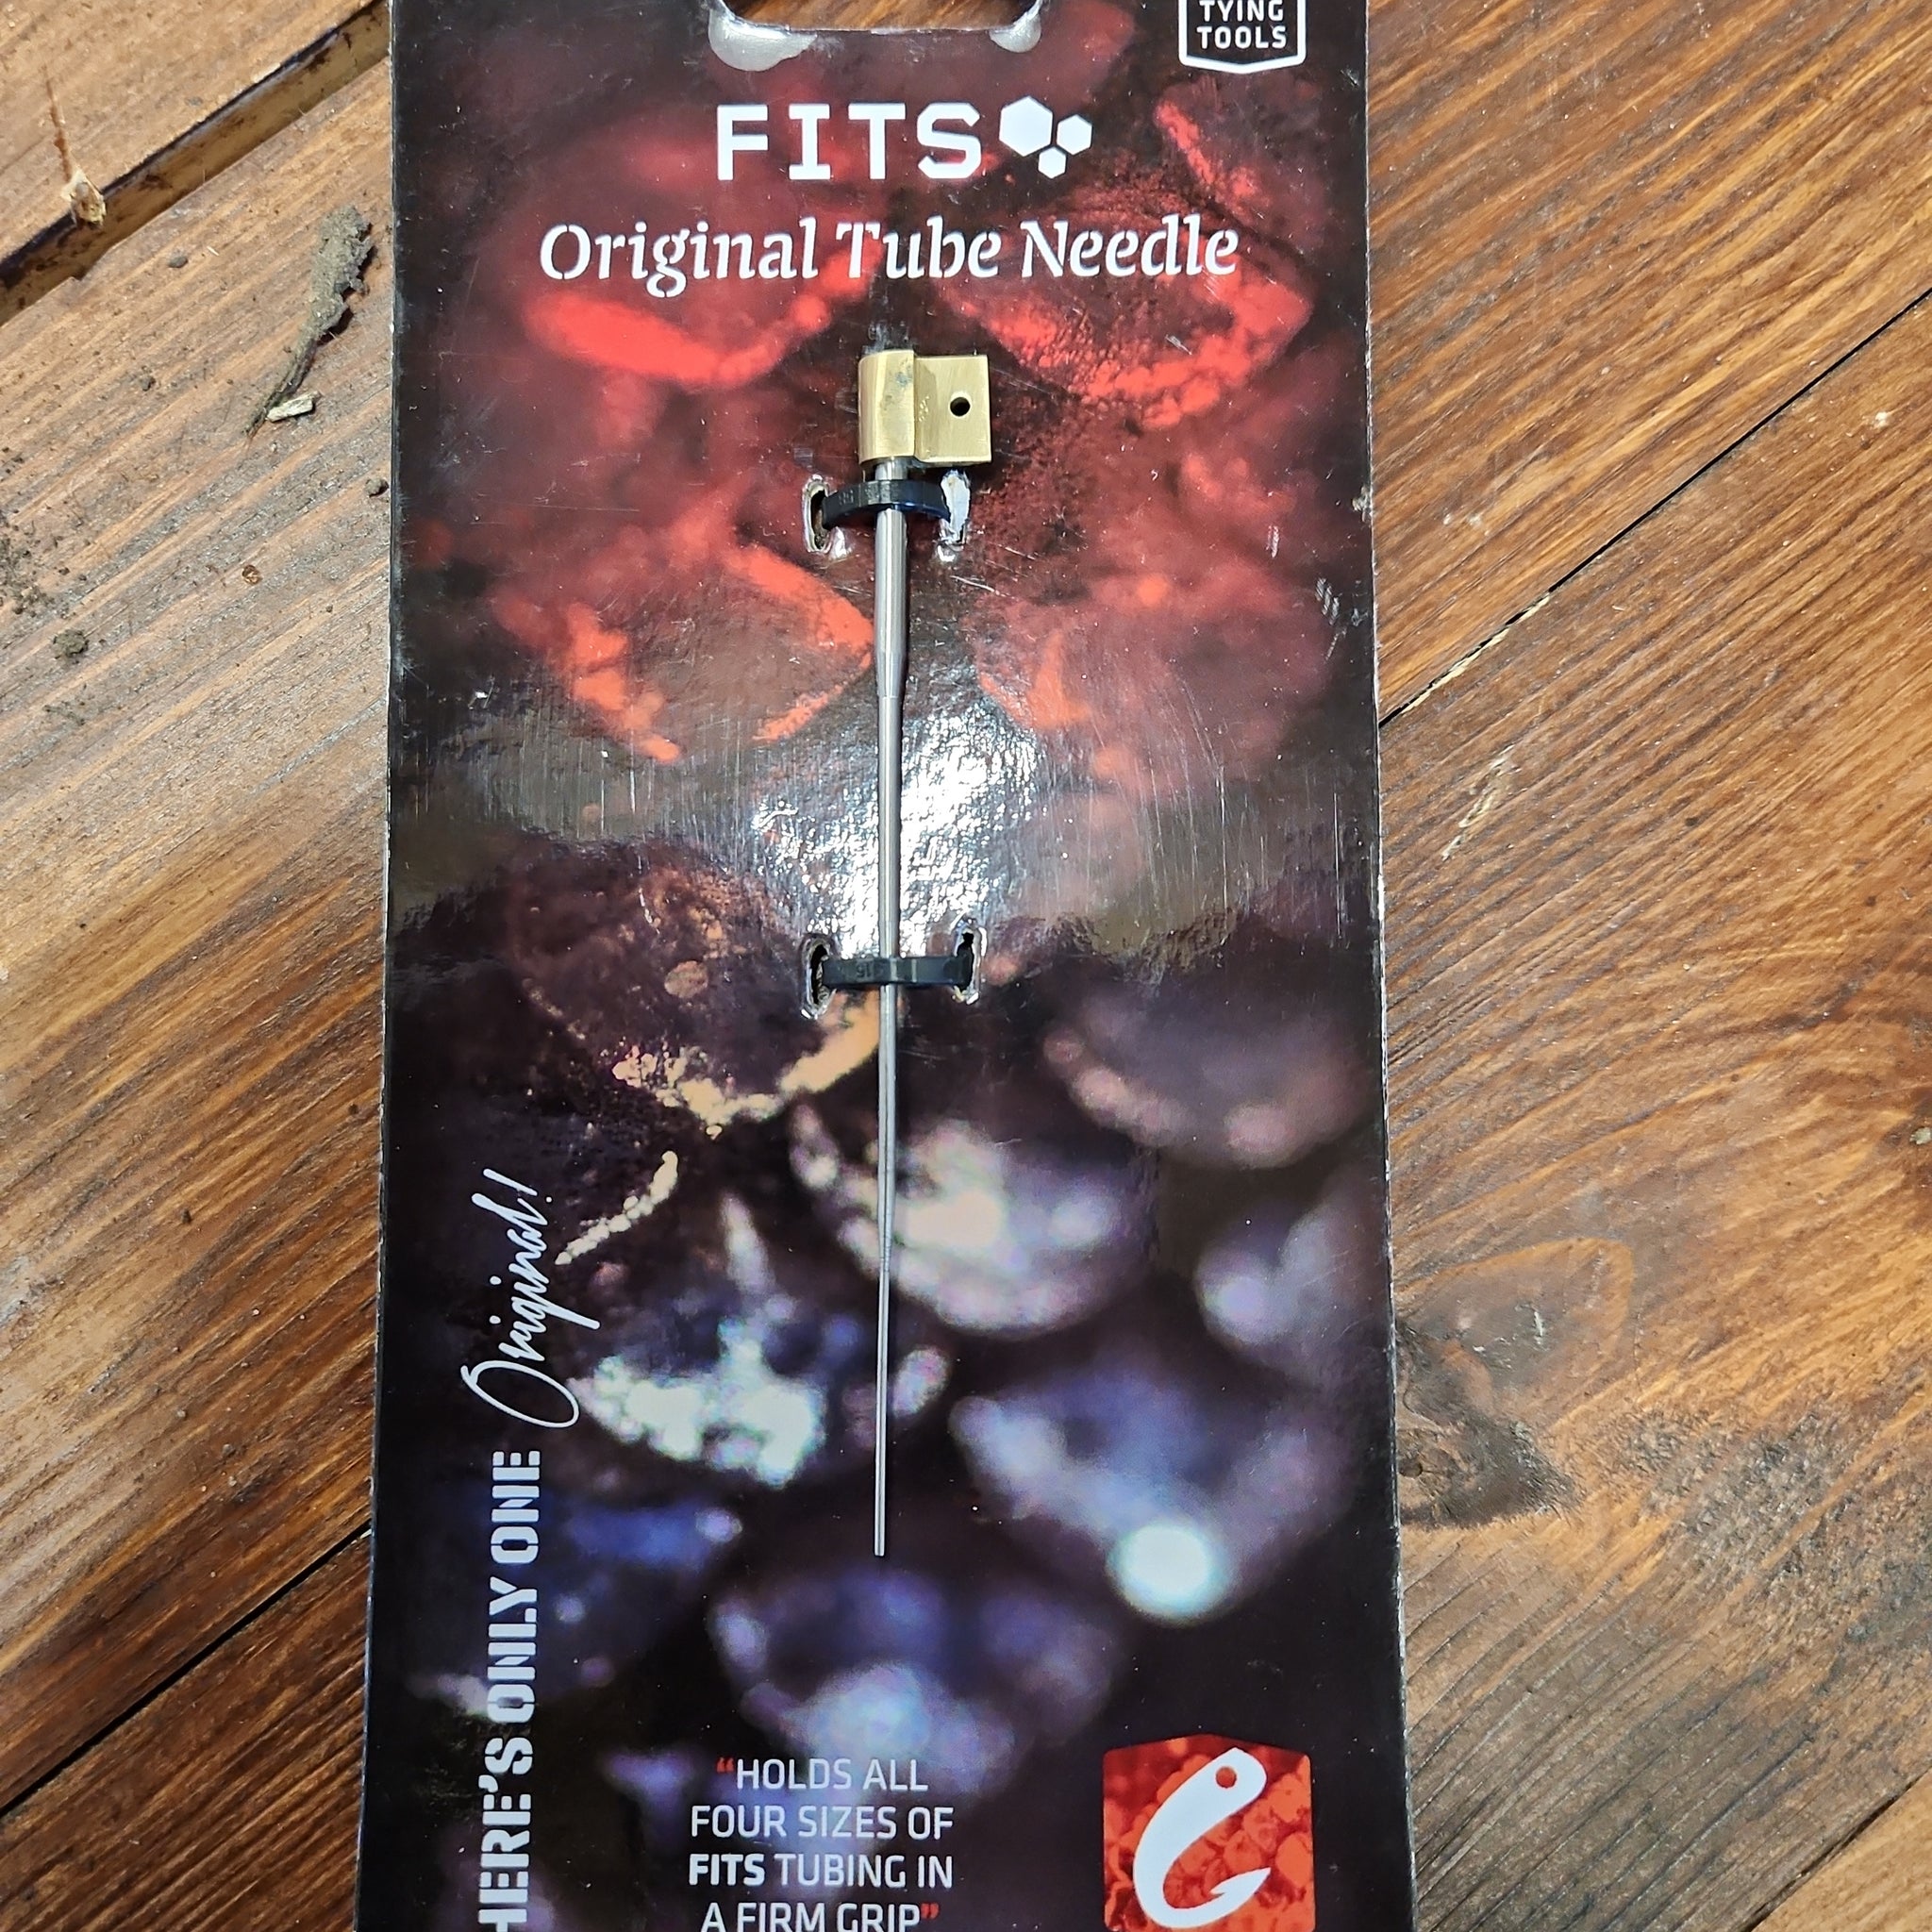 TYING
TOOLS
FITS
Original Tube Needle
HERE'S ONLY ONE Original!
"HOLDS ALL
FOUR SIZES OF
FITS TUBING IN
A FIRM GRIP"